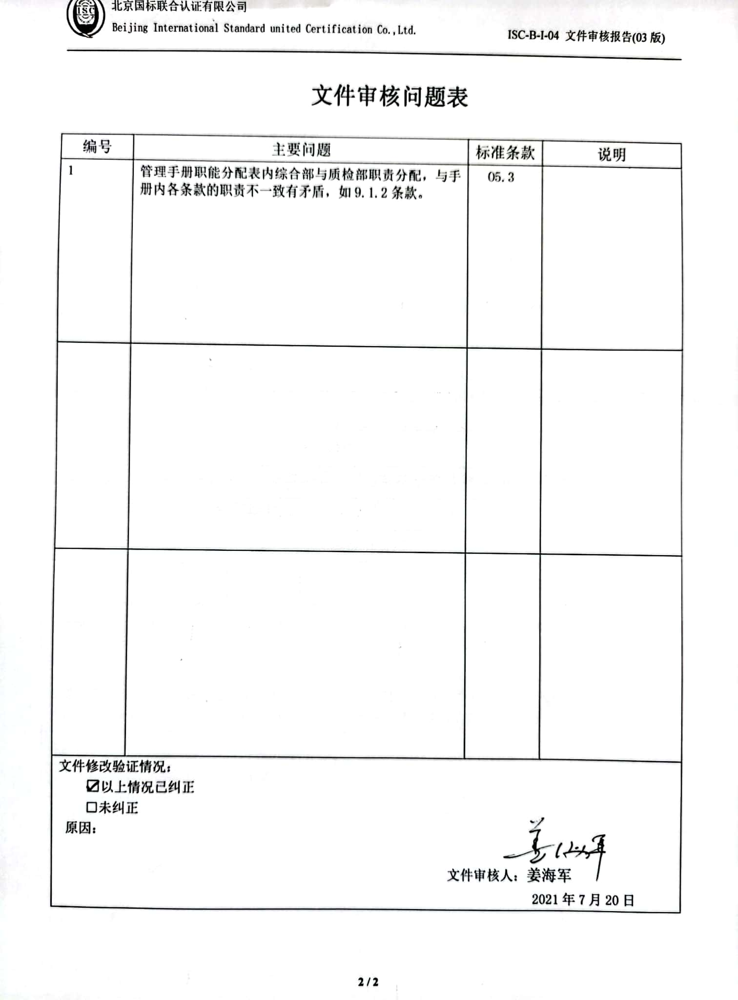 ISC
北京国标联合认证有限公司
Beijing International Standard united Certification Co.,Ltd.
ISC-B-I-04 文件审核报告(03 版)
文件审核问题表
编号
主要问题
标准条款
说明
1
管理手册职能分配表内综合部与质检部职责分配，与手
册内各条款的职责不一致有矛盾，如 9.1.2 条款。
05.3
文件修改验证情况：
☑以上情况已纠正
□未纠正
原因：
姜海军
文件审核人：姜海军
2021 年 7 月 20 日
2 / 2